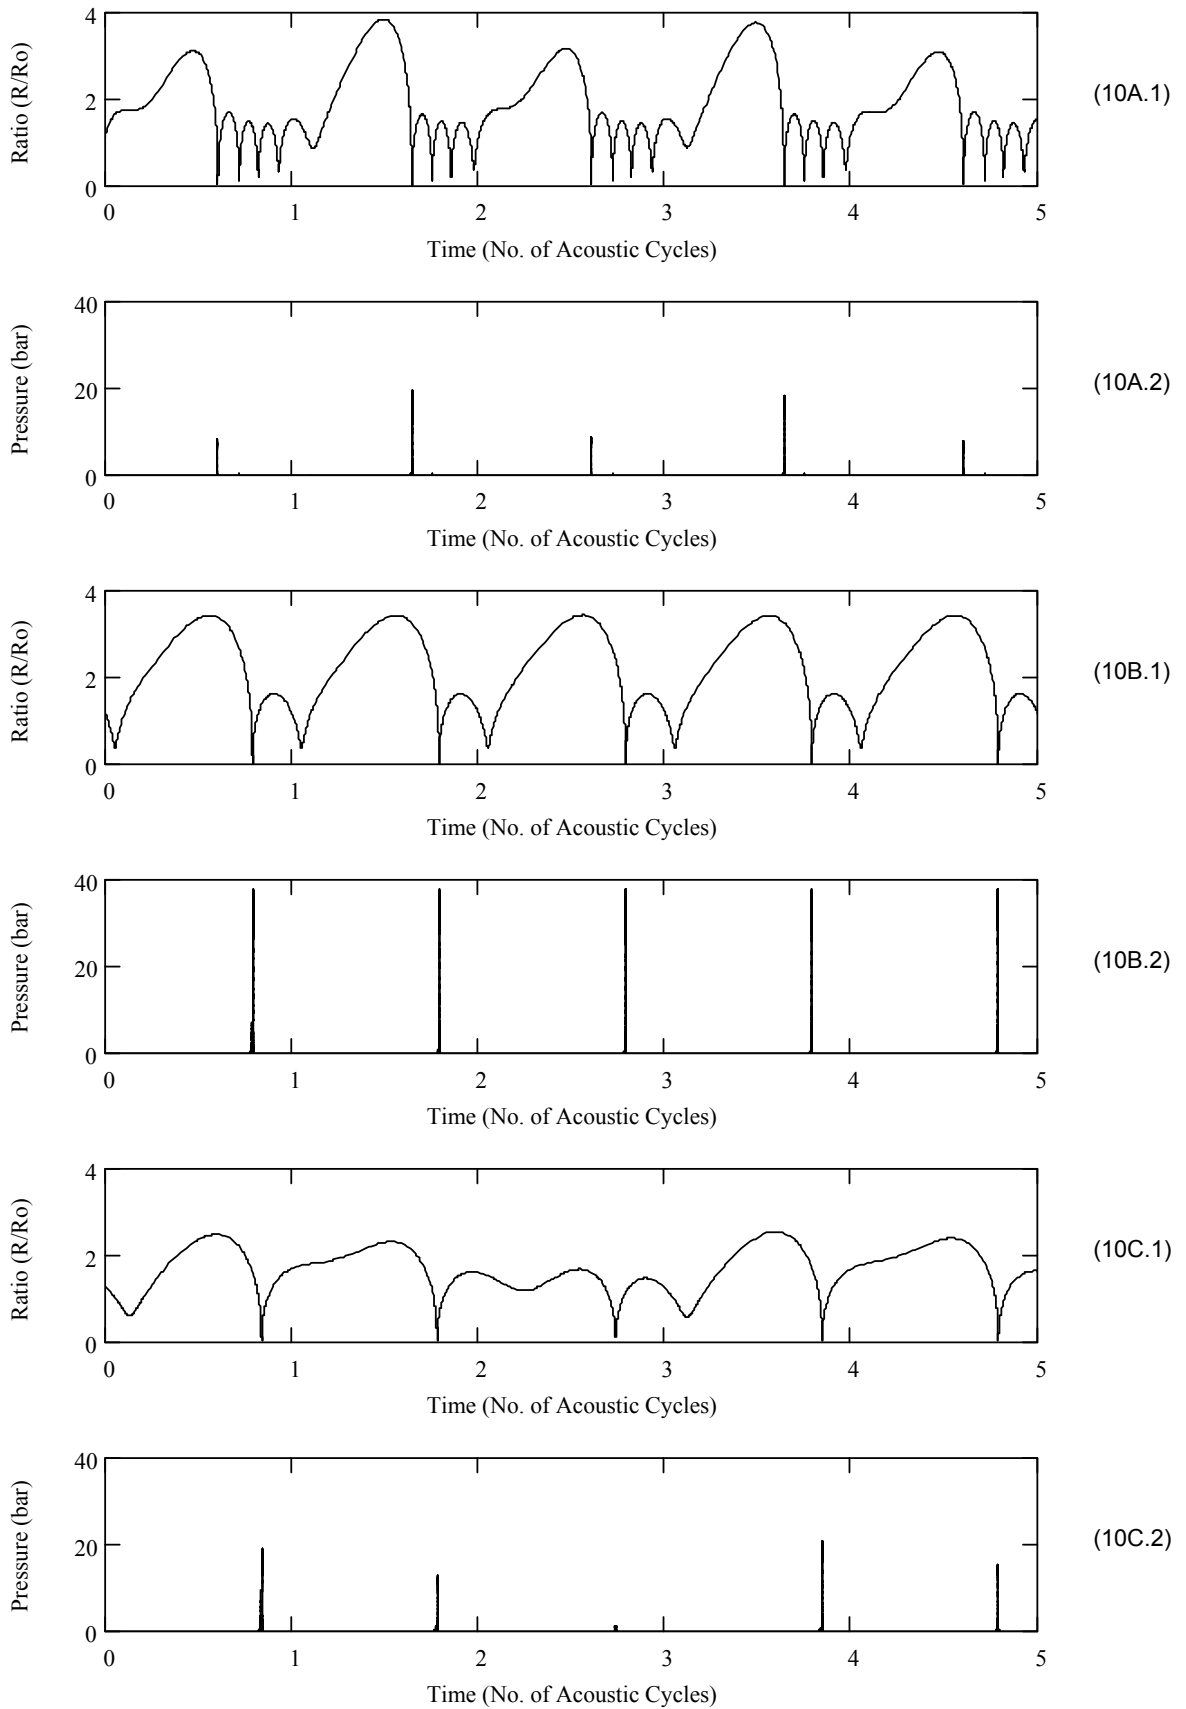 4
2
0
Ratio (R/Ro)
0 1 2 3 4 5
Time (No. of Acoustic Cycles)
(10A.1)
40
20
0
Pressure (bar)
0 1 2 3 4 5
Time (No. of Acoustic Cycles)
(10A.2)
4
2
0
Ratio (R/Ro)
0 1 2 3 4 5
Time (No. of Acoustic Cycles)
(10B.1)
40
20
0
Pressure (bar)
0 1 2 3 4 5
Time (No. of Acoustic Cycles)
(10B.2)
4
2
0
Ratio (R/Ro)
0 1 2 3 4 5
Time (No. of Acoustic Cycles)
(10C.1)
40
20
0
Pressure (bar)
0 1 2 3 4 5
Time (No. of Acoustic Cycles)
(10C.2)